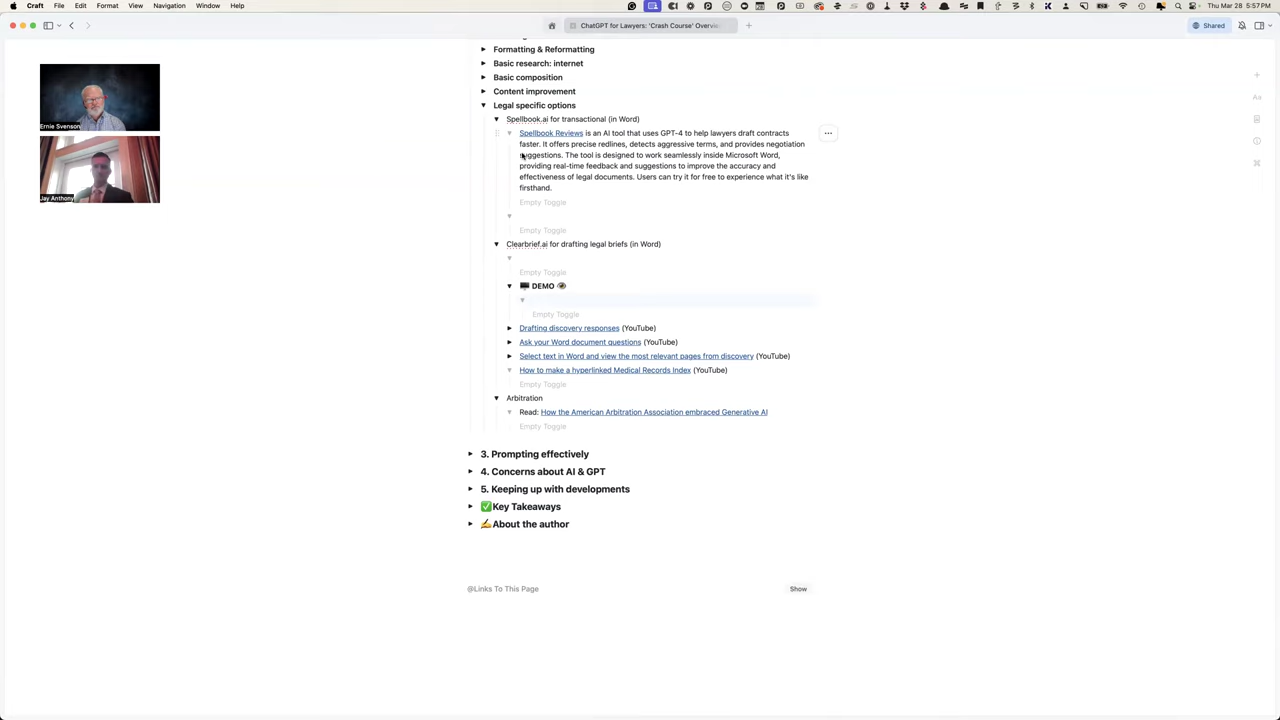 Craft File Edit Format View Navigation Window Help Thu Mar 28 5:57 PM
ChatGPT for Lawyers: 'Crash Course' Overvie
Shared
Formatting & Reformatting
Basic research: internet
Basic composition
Content improvement
Legal specific options
Spellbook.ai for transactional (in Word)
Spellbook Reviews is an AI tool that uses GPT-4 to help lawyers draft contracts
faster. It offers precise redlines, detects aggressive terms, and provides negotiation
suggestions. The tool is designed to work seamlessly inside Microsoft Word,
providing real-time feedback and suggestions to improve the accuracy and
effectiveness of legal documents. Users can try it for free to experience what it's like
firsthand.
Empty Toggle
Empty Toggle
Clearbrief.ai for drafting legal briefs (in Word)
Empty Toggle
DEMO
Empty Toggle
Drafting discovery responses (YouTube)
Ask your Word document questions (YouTube)
Select text in Word and view the most relevant pages from discovery (YouTube)
How to make a hyperlinked Medical Records Index (YouTube)
Empty Toggle
Arbitration
Read: How the American Arbitration Association embraced Generative AI
Empty Toggle
3. Prompting effectively
4. Concerns about AI & GPT
5. Keeping up with developments
✅Key Takeaways
✍️About the author
@Links To This Page
Show
Ernie Svenson
Jay Anthony
Aa